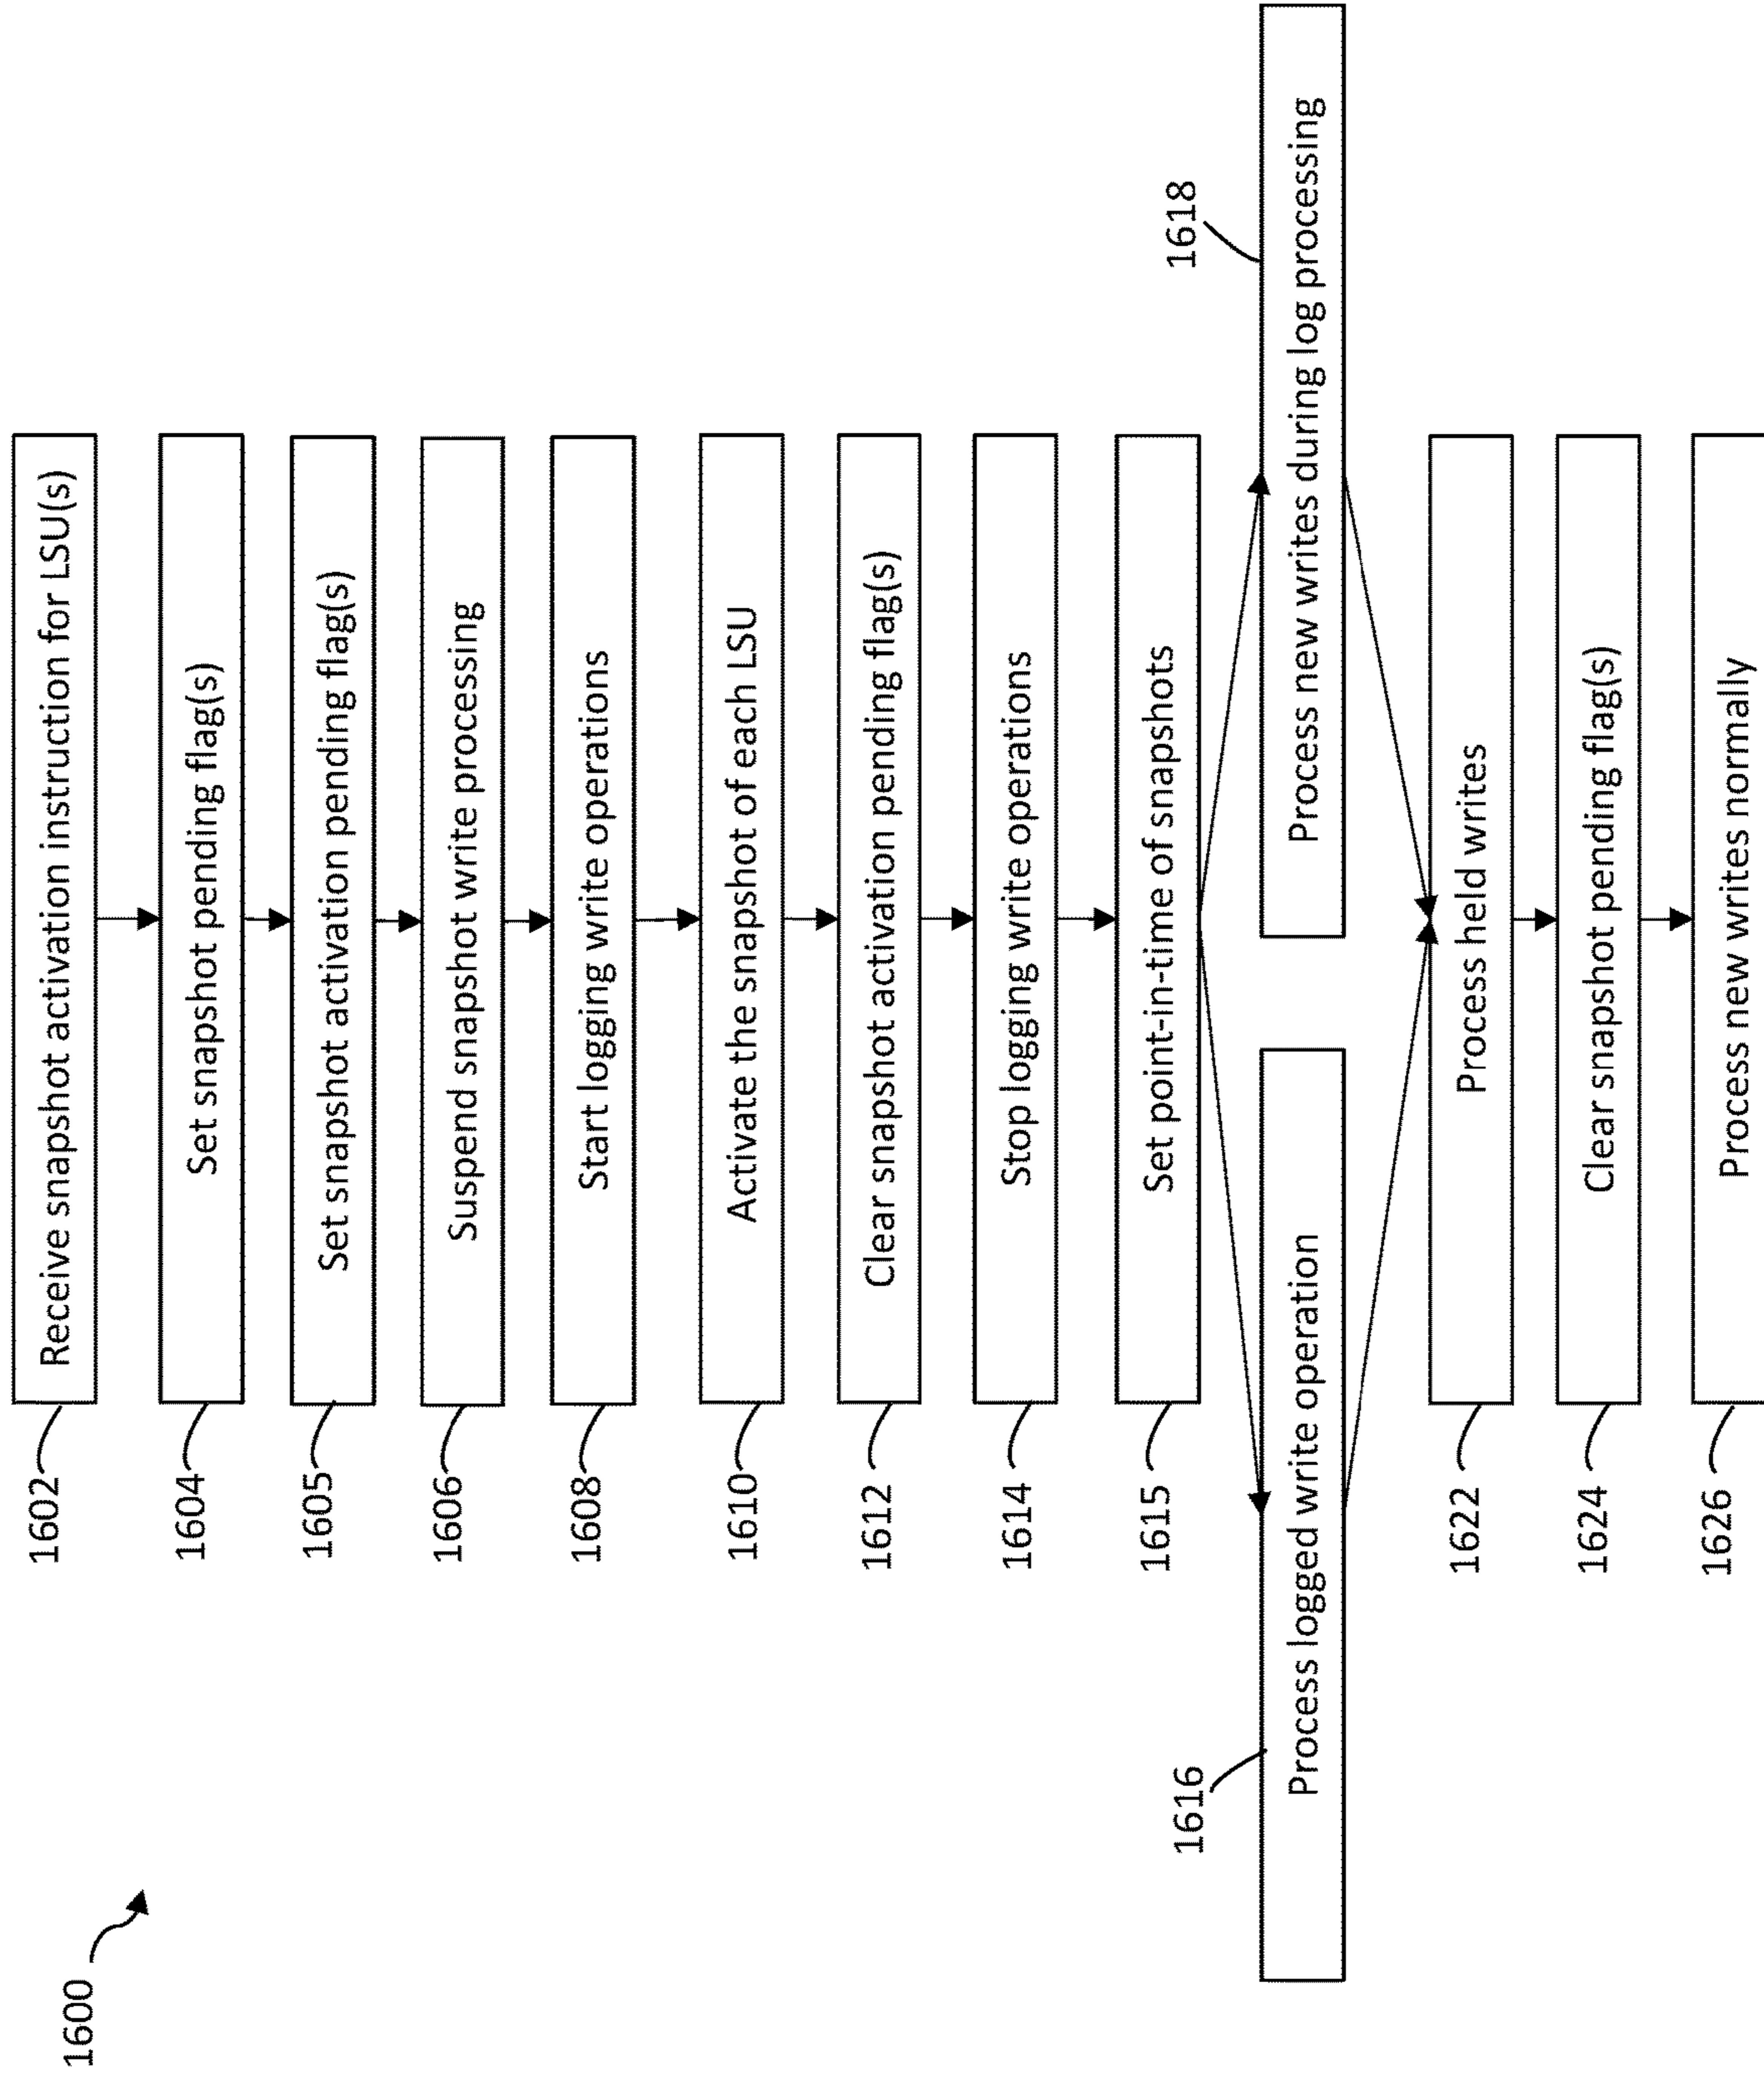 1600
1602
Receive snapshot activation instruction for LSU(s)
1604
Set snapshot pending flag(s)
1605
Set snapshot activation pending flag(s)
1606
Suspend snapshot write processing
1608
Start logging write operations
1610
Activate the snapshot of each LSU
1612
Clear snapshot activation pending flag(s)
1614
Stop logging write operations
1615
Set point-in-time of snapshots
1616
Process logged write operation
1618
Process new writes during log processing
1622
Process held writes
1624
Clear snapshot pending flag(s)
1626
Process new writes normally